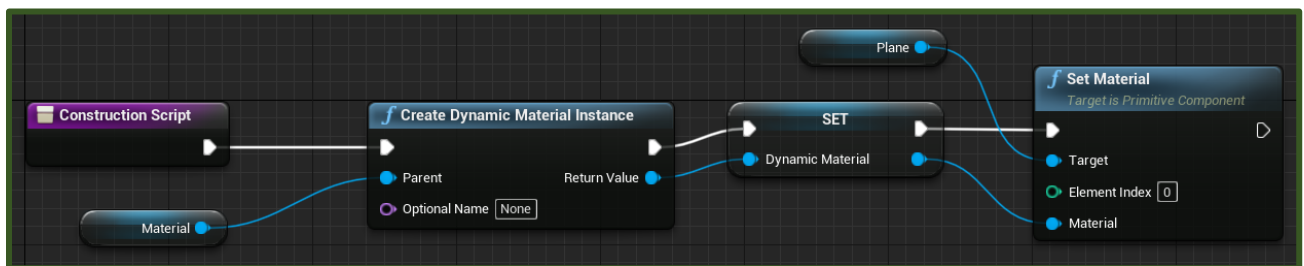 Construction Script
Material
Create Dynamic Material Instance
Parent
Return Value
Optional Name None
SET
Dynamic Material
Plane
Set Material
Target is Primitive Component
Target
Element Index 0
Material